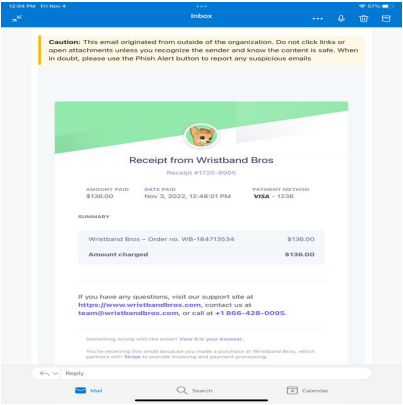 12:04 PM Fri Nov 4
57%
Inbox
Caution: This email originated from outside of the organization. Do not click links or
open attachments unless you recognize the sender and know the content is safe. When
in doubt, please use the Phish Alert button to report any suspicious emails
Receipt from Wristband Bros
Receipt #1720-8905
AMOUNT PAID DATE PAID PAYMENT METHOD
$136.00 Nov 3, 2022, 12:48:01 PM VISA – 1236
SUMMARY
Wristband Bros – Order no. WB-184713534 $136.00
Amount charged $136.00
If you have any questions, visit our support site at
https://www.wristbandbros.com, contact us at
team@wristbandbros.com, or call at +1 866-428-0095.
Something wrong with the email? View it in your browser.
You're receiving this email because you made a purchase at Wristband Bros, which
partners with Stripe to provide invoicing and payment processing.
Reply
Mail Search 4 Calendar